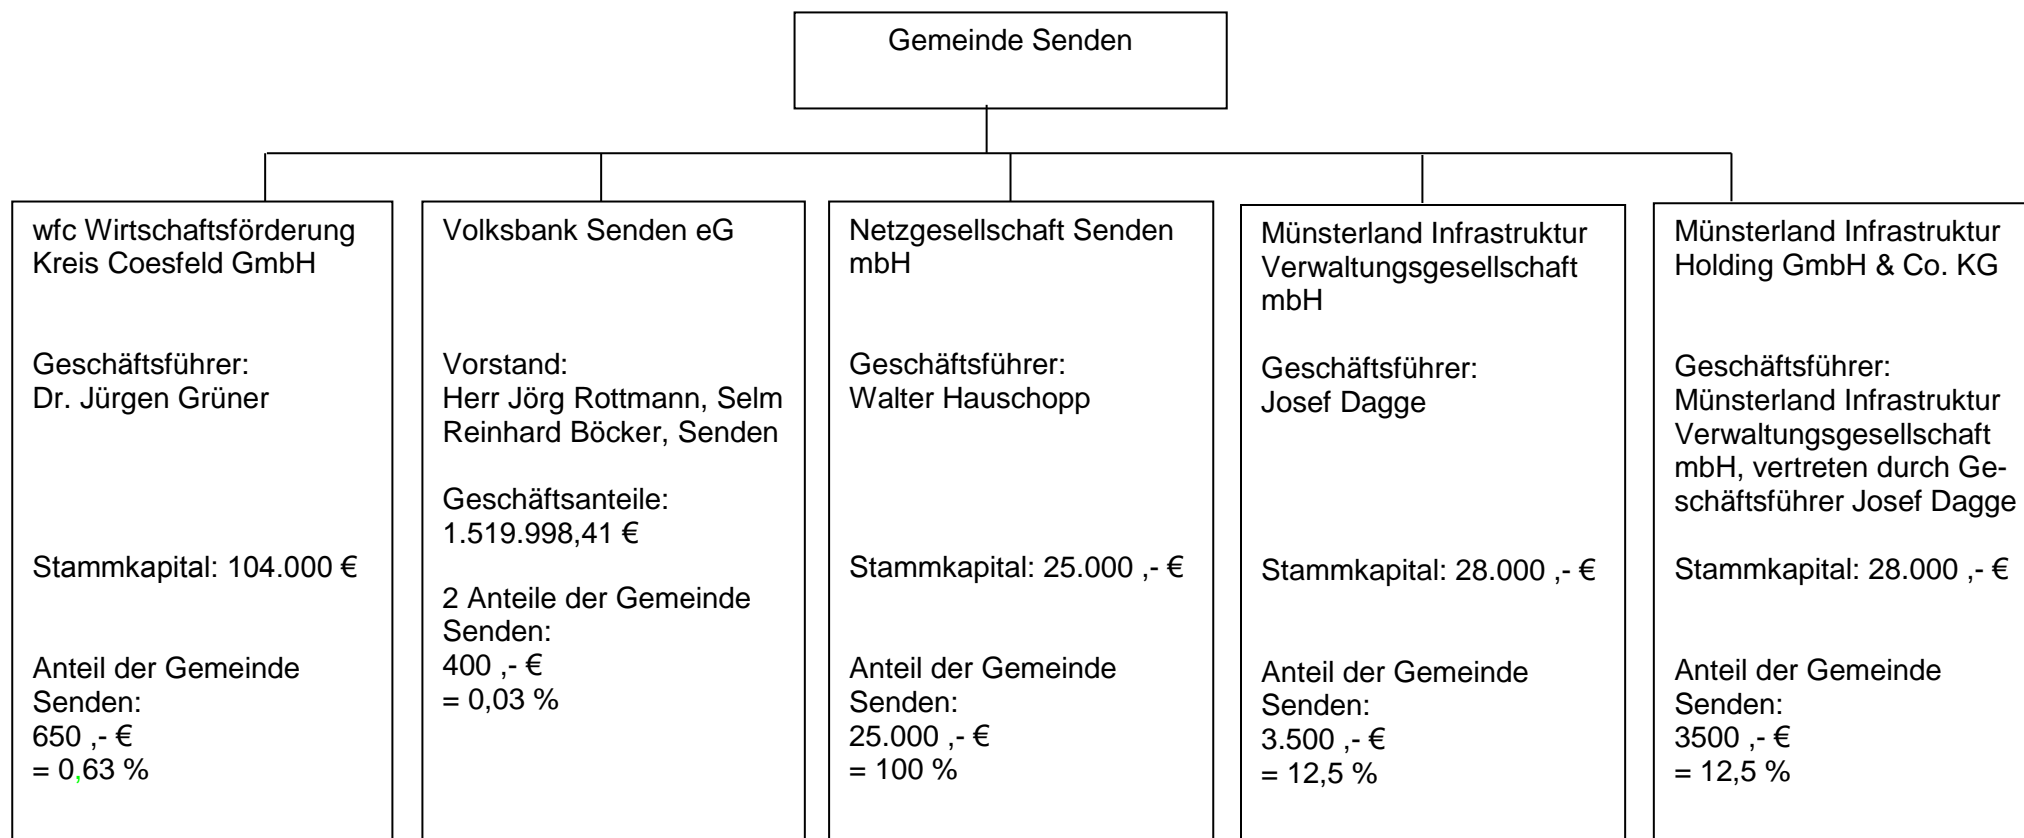 Gemeinde Senden
wfc Wirtschaftsförderung
Kreis Coesfeld GmbH
Geschäftsführer:
Dr. Jürgen Grüner
Stammkapital: 104.000 €
Anteil der Gemeinde
Senden:
650 ,- €
= 0,63 %
Volksbank Senden eG
Vorstand:
Herr Jörg Rottmann, Selm
Reinhard Böcker, Senden
Geschäftsanteile:
1.519.998,41 €
2 Anteile der Gemeinde
Senden:
400 ,- €
= 0,03 %
Netzgesellschaft Senden
mbH
Geschäftsführer:
Walter Hauschopp
Stammkapital: 25.000 ,- €
Anteil der Gemeinde
Senden:
25.000 ,- €
= 100 %
Münsterland Infrastruktur
Verwaltungsgesellschaft
mbH
Geschäftsführer:
Josef Dagge
Stammkapital: 28.000 ,- €
Anteil der Gemeinde
Senden:
3.500 ,- €
= 12,5 %
Münsterland Infrastruktur
Holding GmbH & Co. KG
Geschäftsführer:
Münsterland Infrastruktur
Verwaltungsgesellschaft
mbH, vertreten durch Ge-
schäftsführer Josef Dagge
Stammkapital: 28.000 ,- €
Anteil der Gemeinde
Senden:
3500 ,- €
= 12,5 %